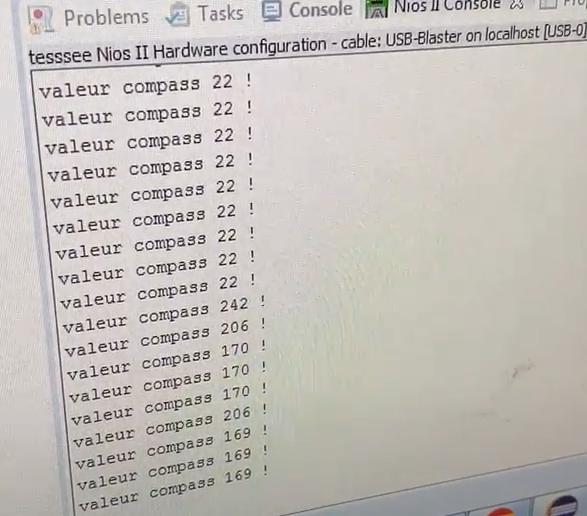 Problems Tasks Console Nios II Console
tesssee Nios II Hardware configuration - cable: USB-Blaster on localhost [USB-0]
valeur compass 22 !
valeur compass 22 !
valeur compass 22 !
valeur compass 22 !
valeur compass 22 !
valeur compass 22 !
valeur compass 22 !
valeur compass 22 !
valeur compass 22 !
valeur compass 242 !
valeur compass 206 !
valeur compass 170 !
valeur compass 170 !
valeur compass 170 !
valeur compass 206 !
valeur compass 169 !
valeur compass 169 !
valeur compass 169 !